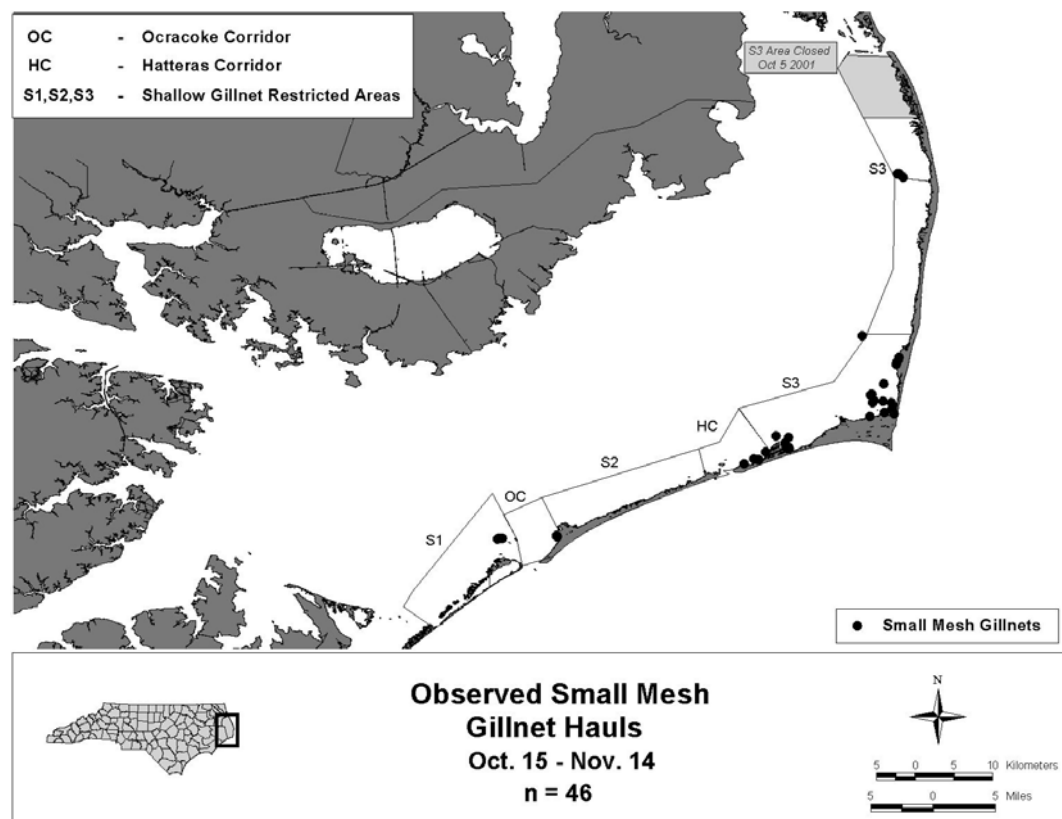 OC - Ocracoke Corridor
HC - Hatteras Corridor
S1,S2,S3 - Shallow Gillnet Restricted Areas
S3 Area Closed
Oct 5 2001
S3
S3
HC
S2
OC
S1
Small Mesh Gillnets
Observed Small Mesh
Gillnet Hauls
Oct. 15 - Nov. 14
n = 46
N
5 0 5 10 Kilometers
5 0 5 Miles